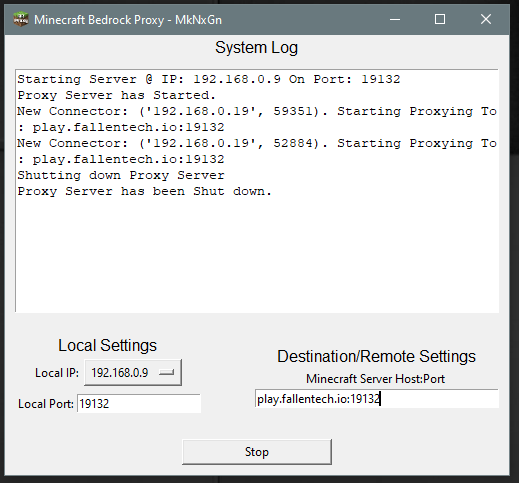 Minecraft Bedrock Proxy - MkNxGn
System Log
Starting Server @ IP: 192.168.0.9 On Port: 19132
Proxy Server has Started.
New Connector: ('192.168.0.19', 59351). Starting Proxying To
: play.fallentech.io:19132
New Connector: ('192.168.0.19', 52884). Starting Proxying To
: play.fallentech.io:19132
Shutting down Proxy Server
Proxy Server has been Shut down.
Local Settings
Local IP: 192.168.0.9
Local Port: 19132
Destination/Remote Settings
Minecraft Server Host:Port
play.fallentech.io:19132
Stop